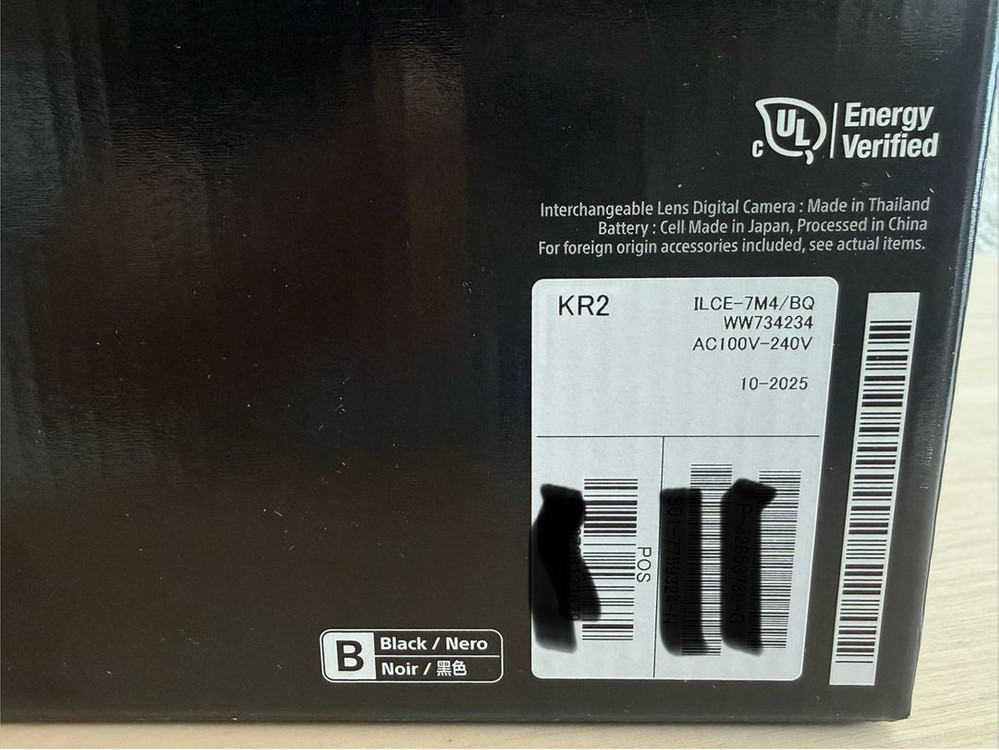 c UL Energy
Verified
Interchangeable Lens Digital Camera : Made in Thailand
Battery : Cell Made in Japan, Processed in China
For foreign origin accessories included, see actual items.
KR2
ILCE-7M4/BQ
WW734234
AC100V-240V
10-2025
POS
B
Black / Nero
Noir / 黑色